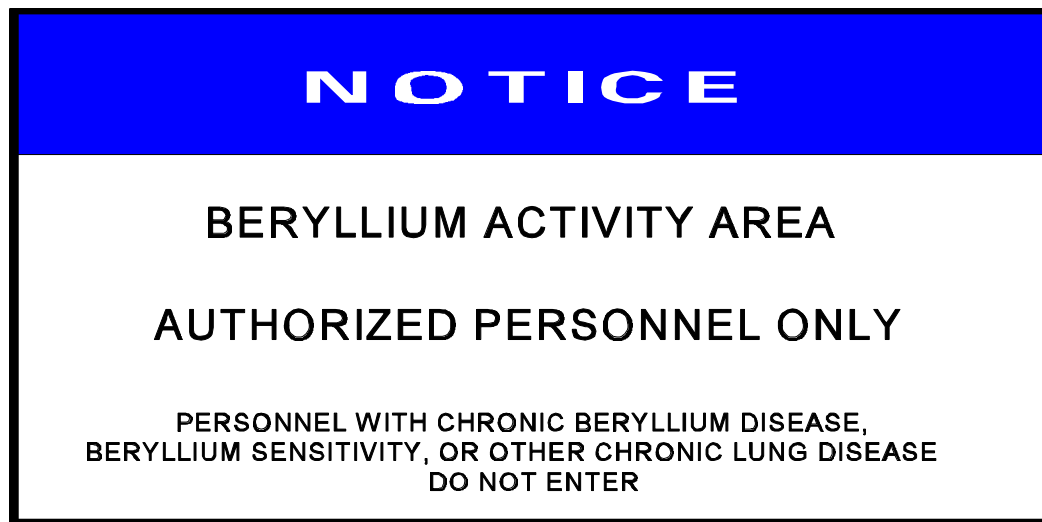 NOTICE
BERYLLIUM ACTIVITY AREA
AUTHORIZED PERSONNEL ONLY
PERSONNEL WITH CHRONIC BERYLLIUM DISEASE,
BERYLLIUM SENSITIVITY, OR OTHER CHRONIC LUNG DISEASE
DO NOT ENTER